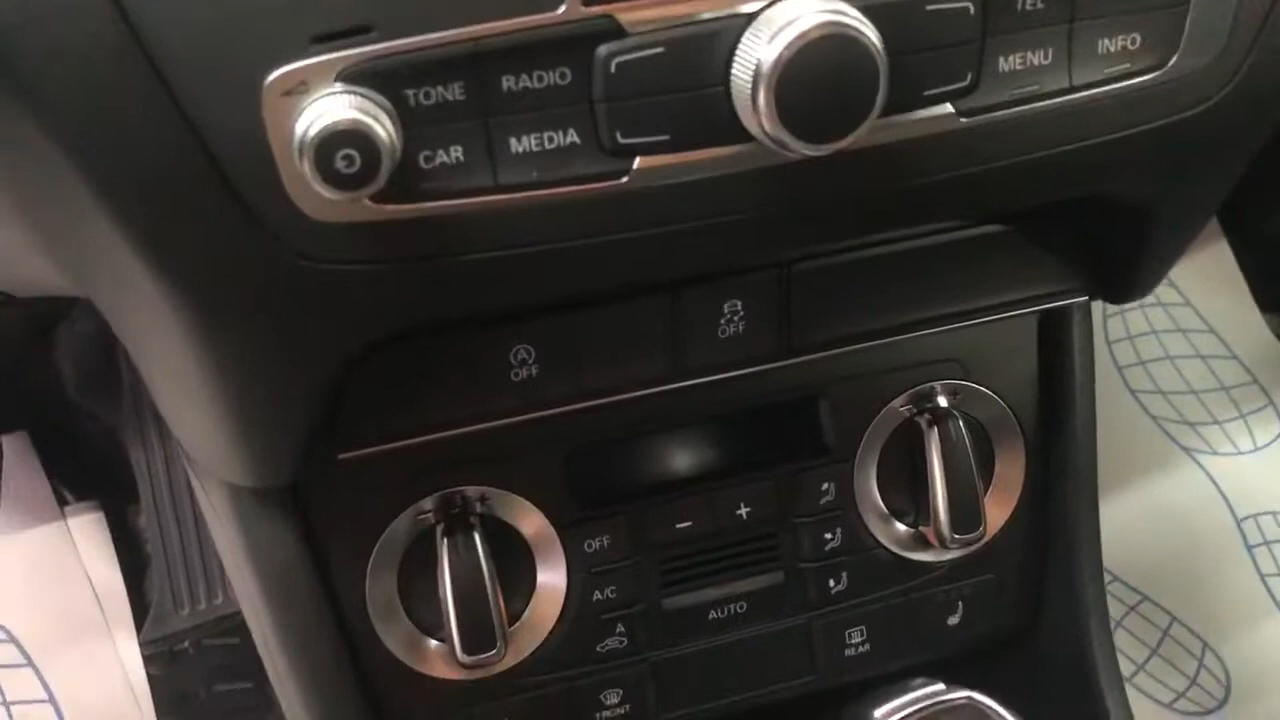 TEL
TONE RADIO MENU INFO
CAR MEDIA
A OFF
OFF
- +
OFF
A/C
AUTO
A
REAR
FRONT